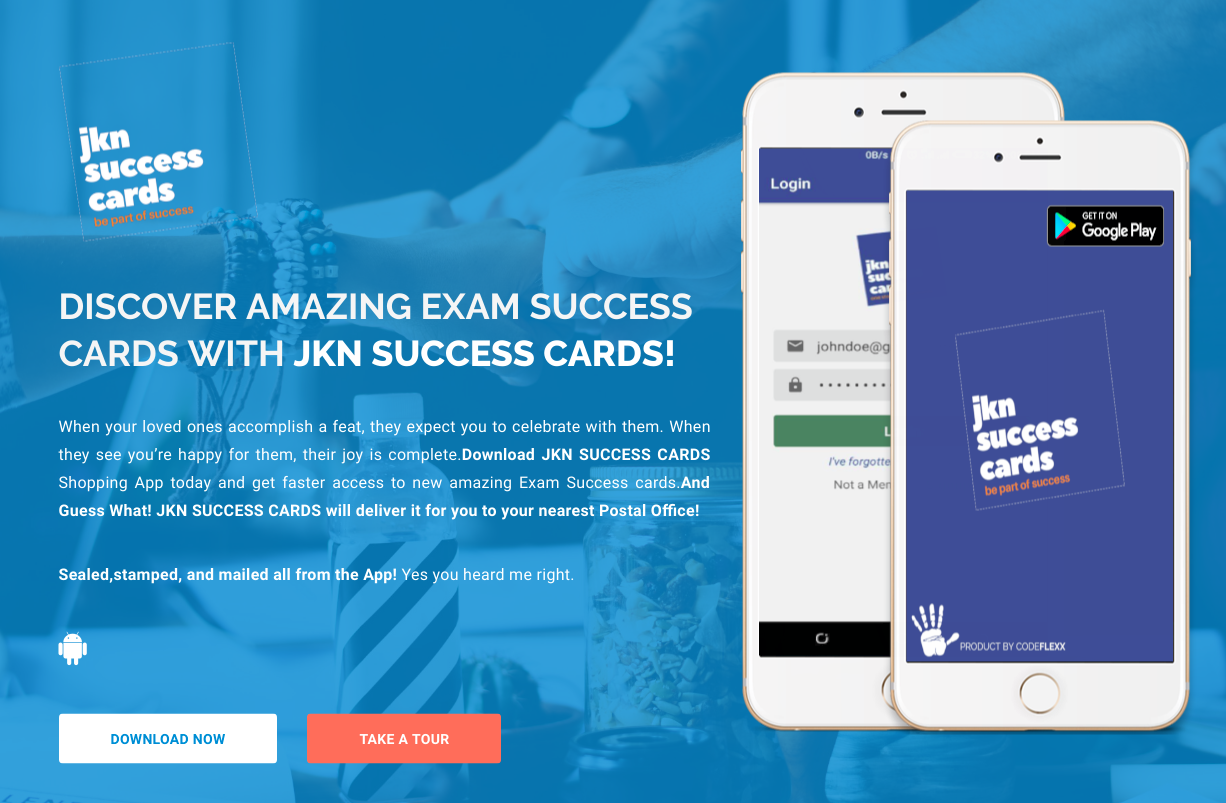 jkn
success
cards
be part of success
DISCOVER AMAZING EXAM SUCCESS
CARDS WITH JKN SUCCESS CARDS!
When your loved ones accomplish a feat, they expect you to celebrate with them. When
they see you're happy for them, their joy is complete.Download JKN SUCCESS CARDS
Shopping App today and get faster access to new amazing Exam Success cards.And
Guess What! JKN SUCCESS CARDS will deliver it for you to your nearest Postal Office!
Sealed,stamped, and mailed all from the App! Yes you heard me right.
DOWNLOAD NOW
TAKE A TOUR
0B/s
Login
jkn
suc
ca
johndoe@g
L
I've forgotte
Not a Mer
GET IT ON
Google Play
jkn
success
cards
be part of success
PRODUCT BY CODEFLEXX